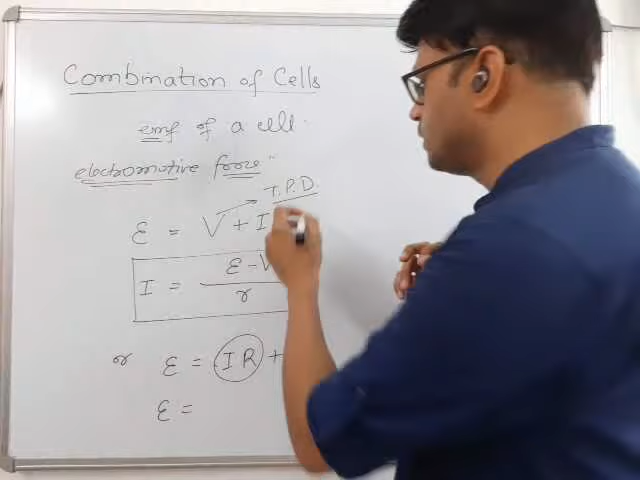 Combination of Cells
emf of a cell.
electromotive force"
T.P.D.
ε = V + I
I = ε - V / r
or ε = IR +
ε =